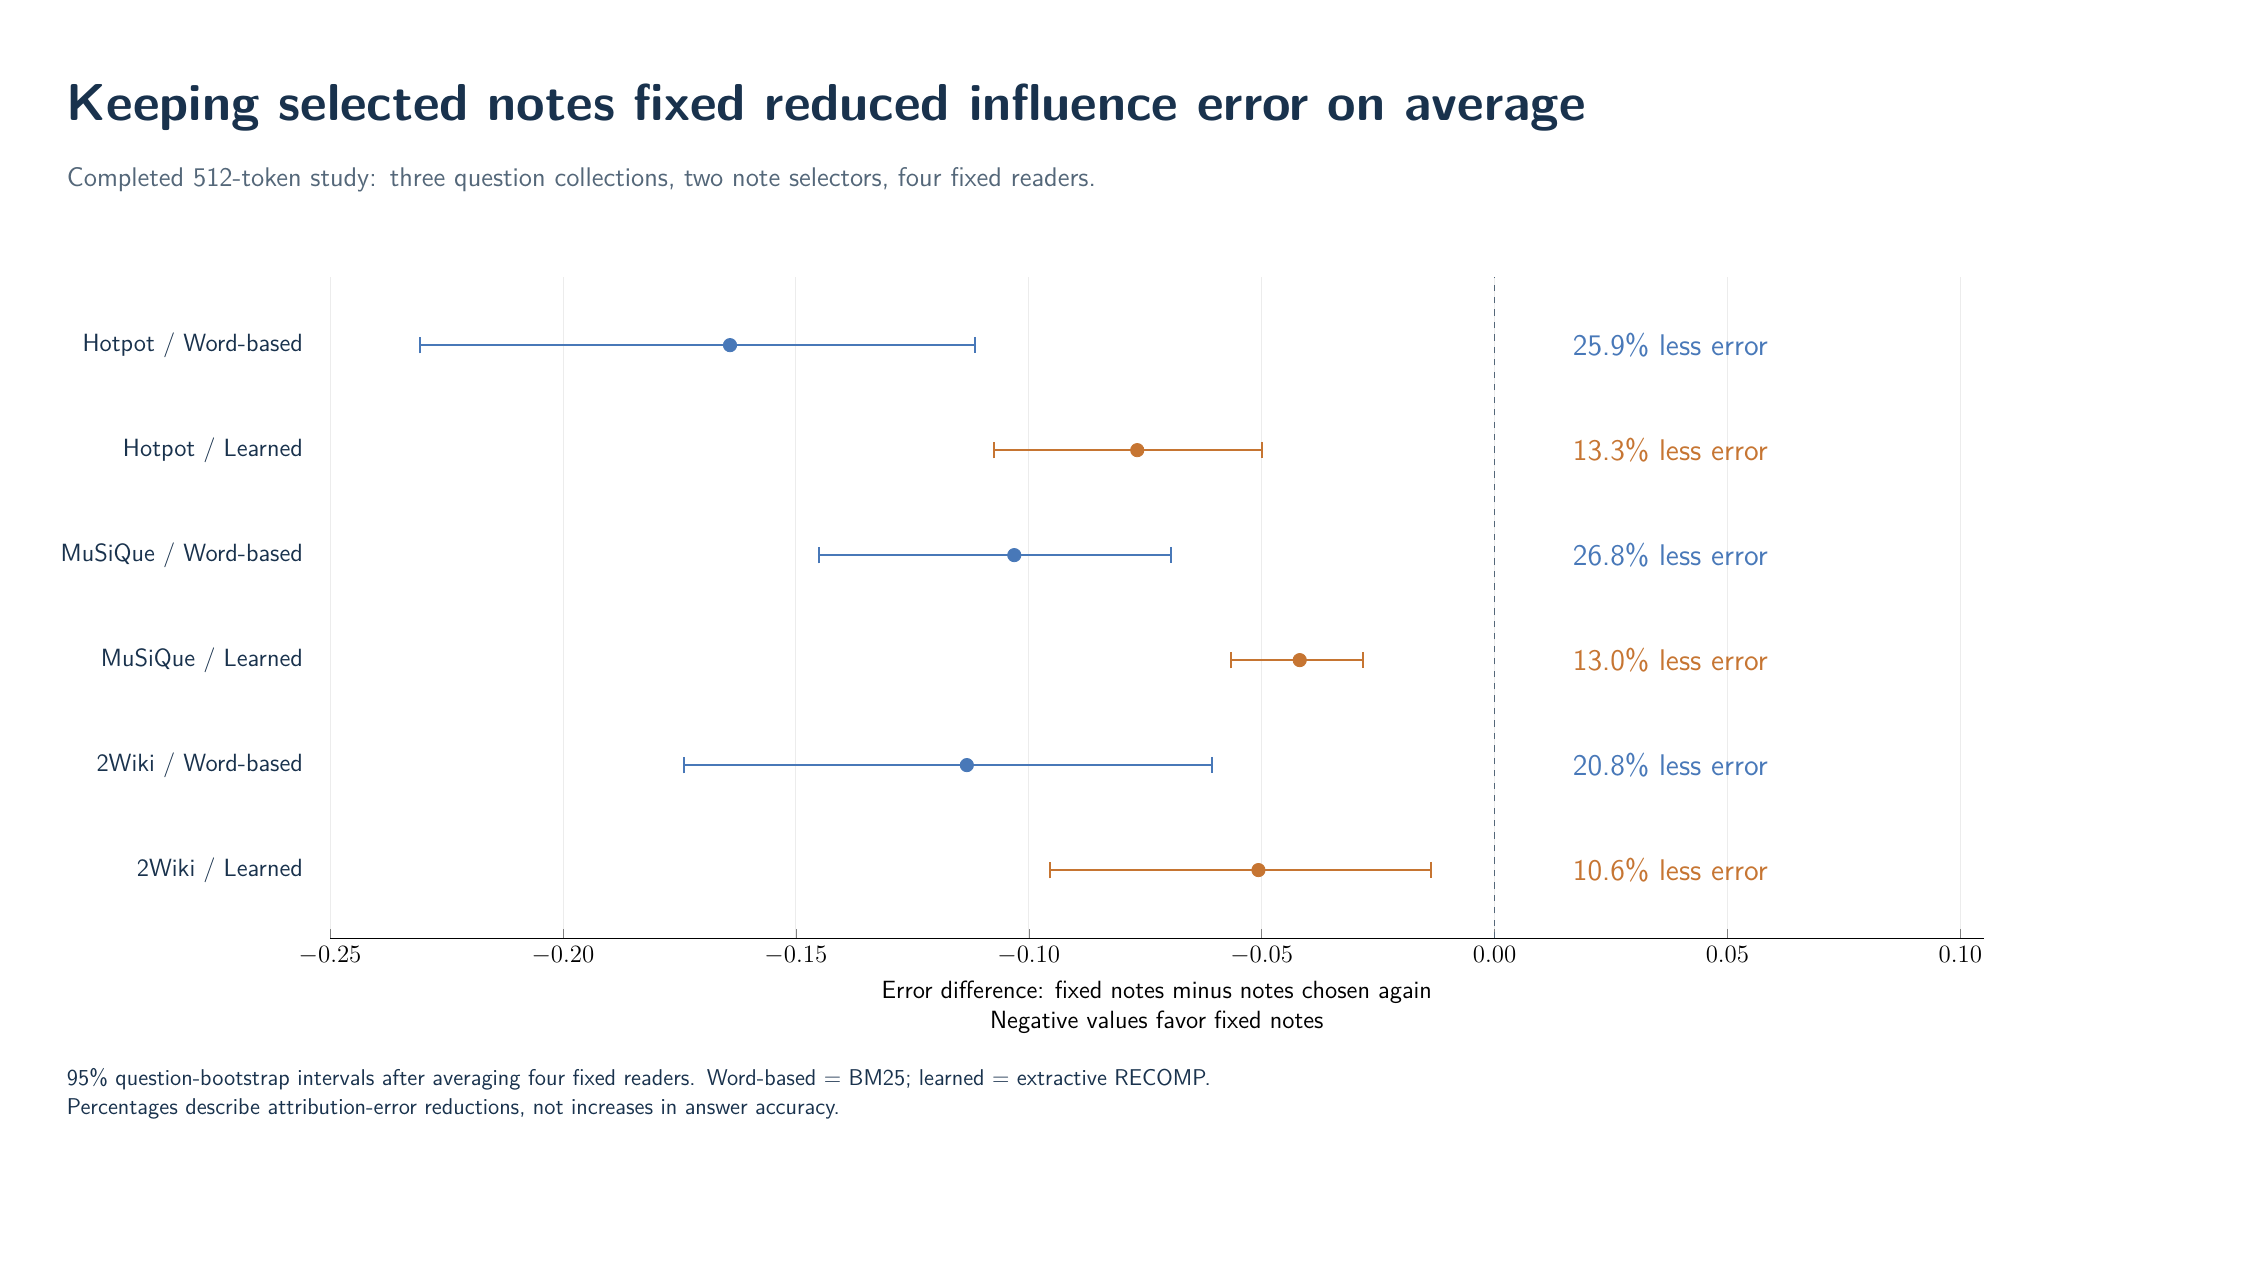 Keeping selected notes fixed reduced influence error on average
Completed 512-token study: three question collections, two note selectors, four fixed readers.
Hotpot / Word-based
25.9% less error
Hotpot / Learned
13.3% less error
MuSiQue / Word-based
26.8% less error
MuSiQue / Learned
13.0% less error
2Wiki / Word-based
20.8% less error
2Wiki / Learned
10.6% less error
−0.25 −0.20 −0.15 −0.10 −0.05 0.00 0.05 0.10
Error difference: fixed notes minus notes chosen again
Negative values favor fixed notes
95% question-bootstrap intervals after averaging four fixed readers. Word-based = BM25; learned = extractive RECOMP.
Percentages describe attribution-error reductions, not increases in answer accuracy.